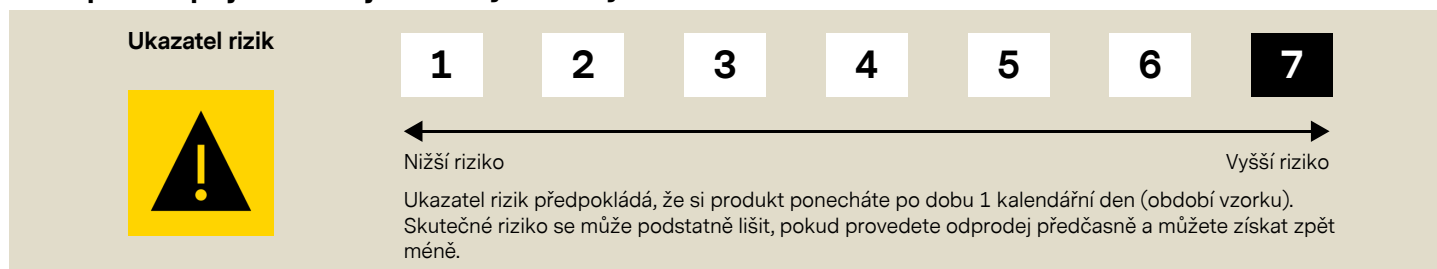 Ukazatel rizik
1 2 3 4 5 6 7
Nižší riziko Vyšší riziko
Ukazatel rizik předpokládá, že si produkt ponecháte po dobu 1 kalendářní den (období vzorku).
Skutečné riziko se může podstatně lišit, pokud provedete odprodej předčasně a můžete získat zpět
méně.